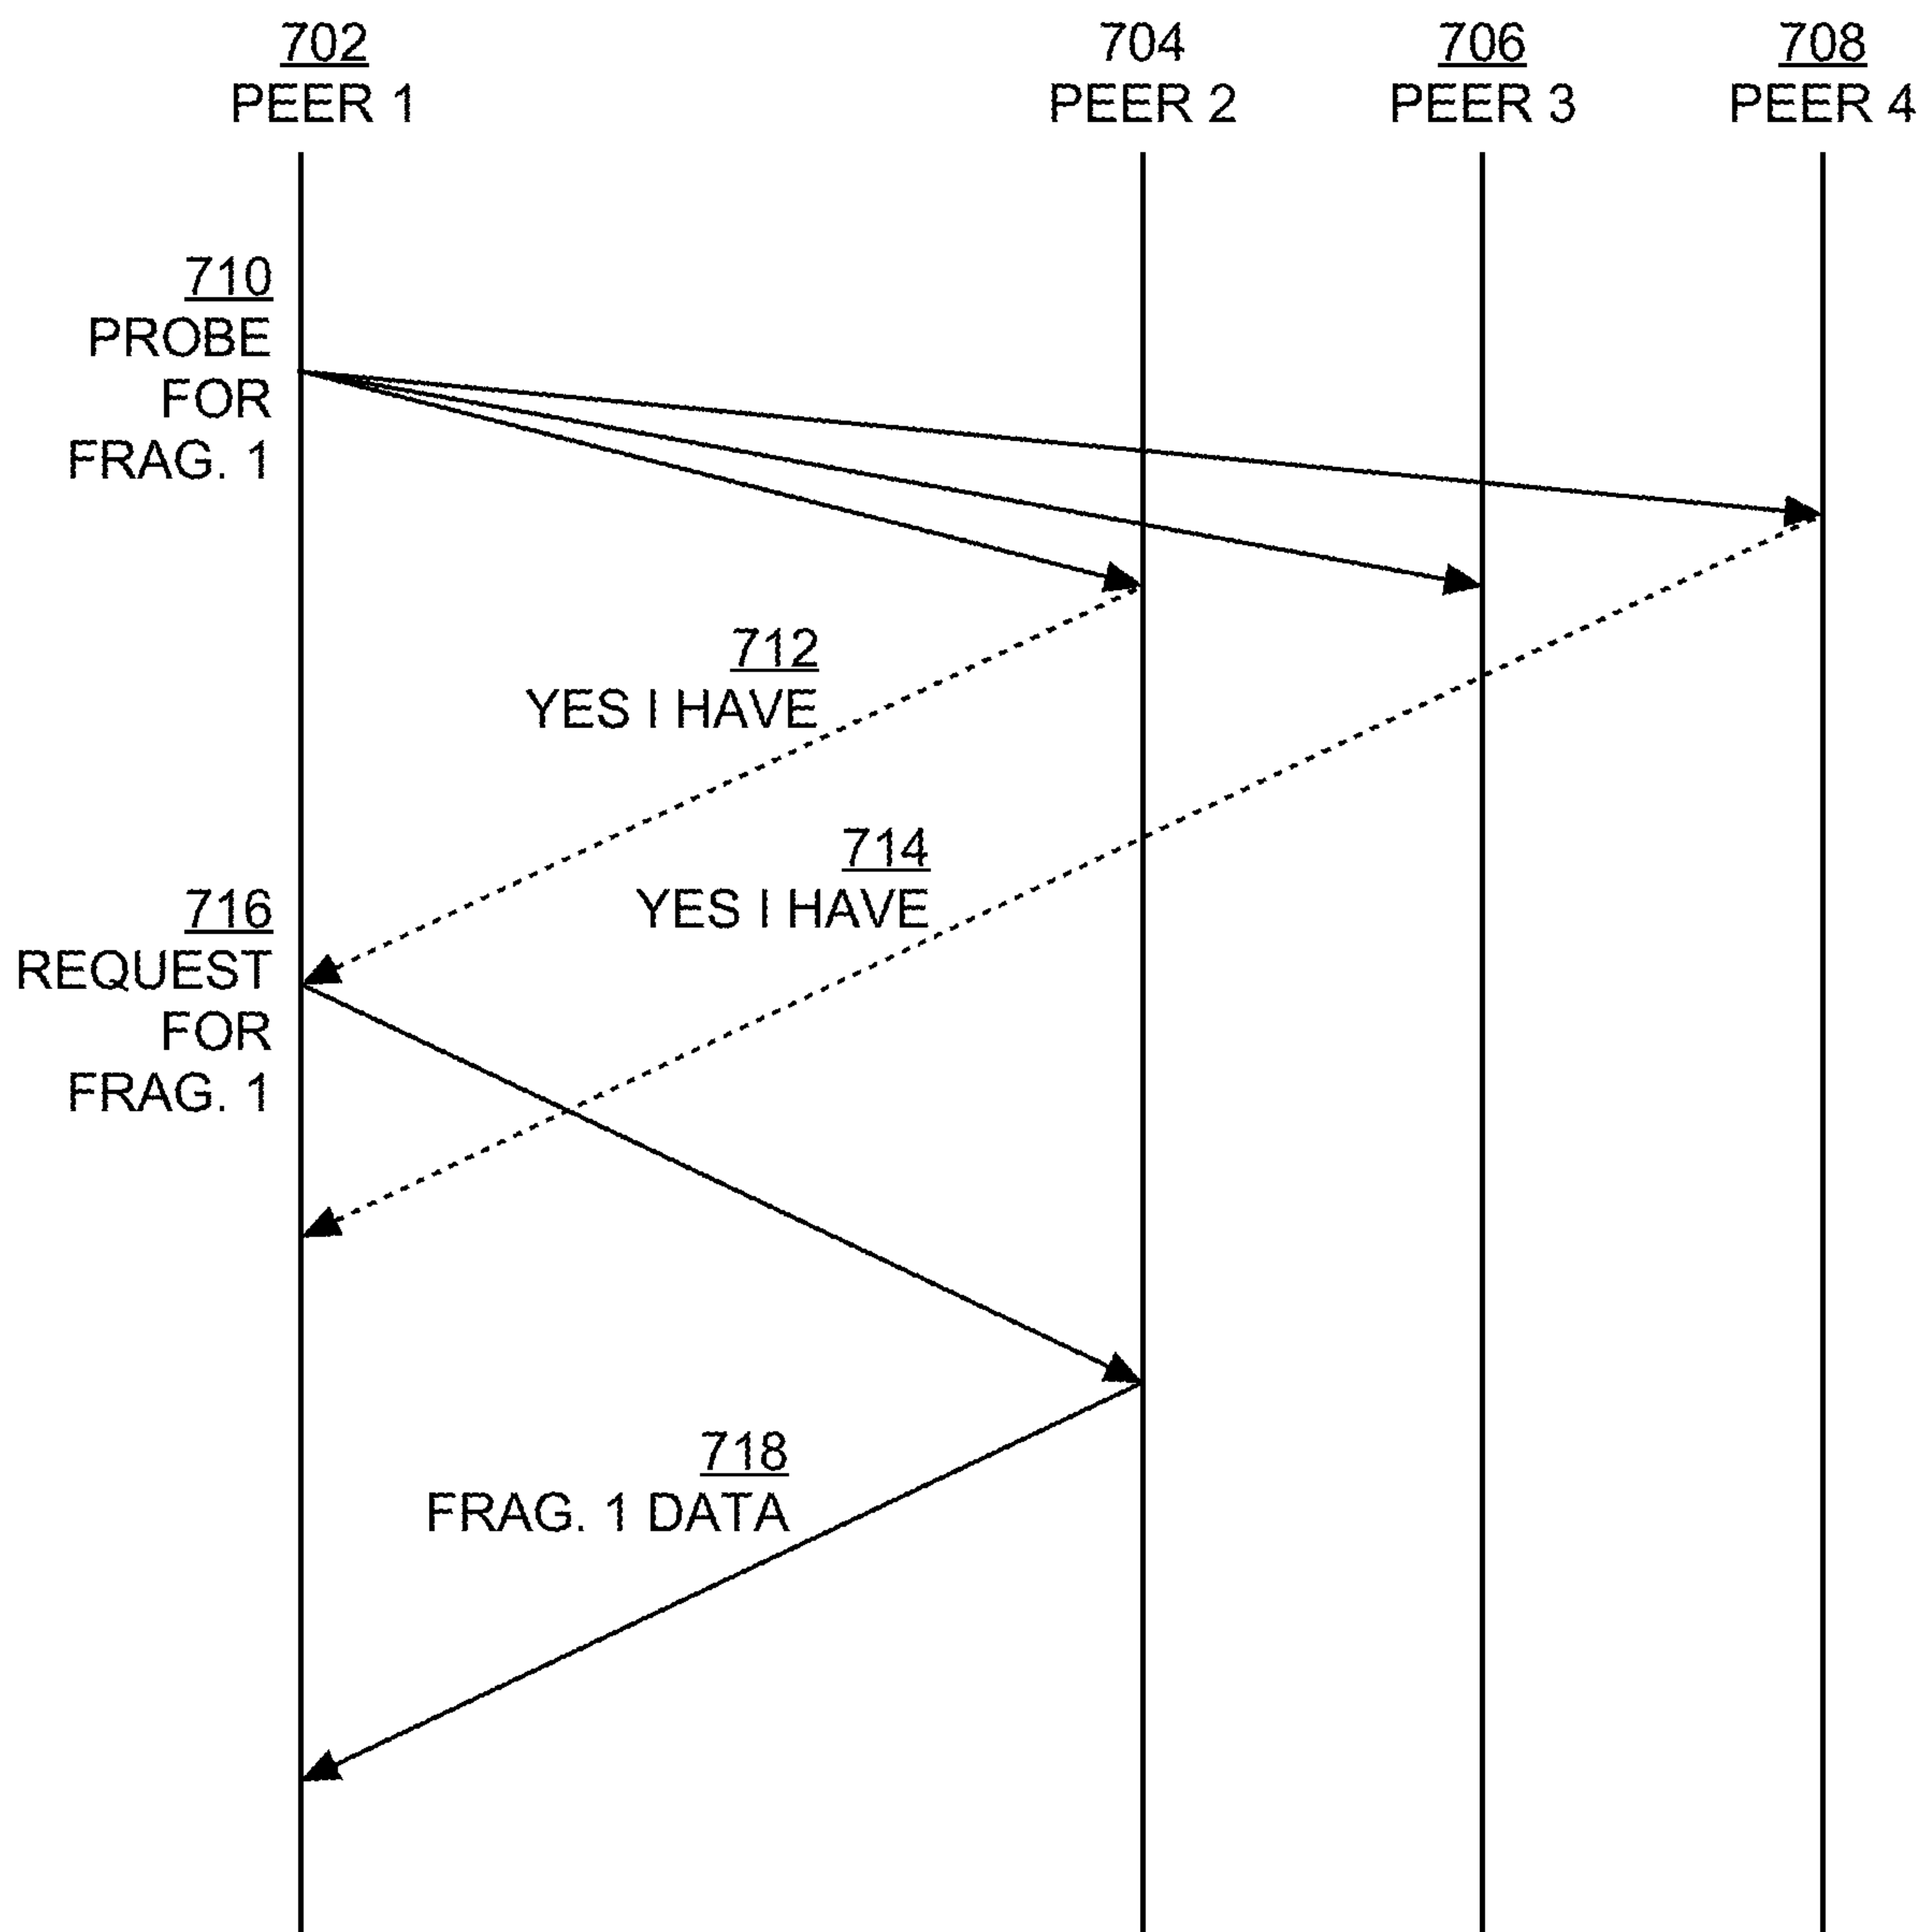 702
PEER 1
704
PEER 2
706
PEER 3
708
PEER 4
710
PROBE
FOR
FRAG. 1
712
YES I HAVE
714
YES I HAVE
716
REQUEST
FOR
FRAG. 1
718
FRAG. 1 DATA